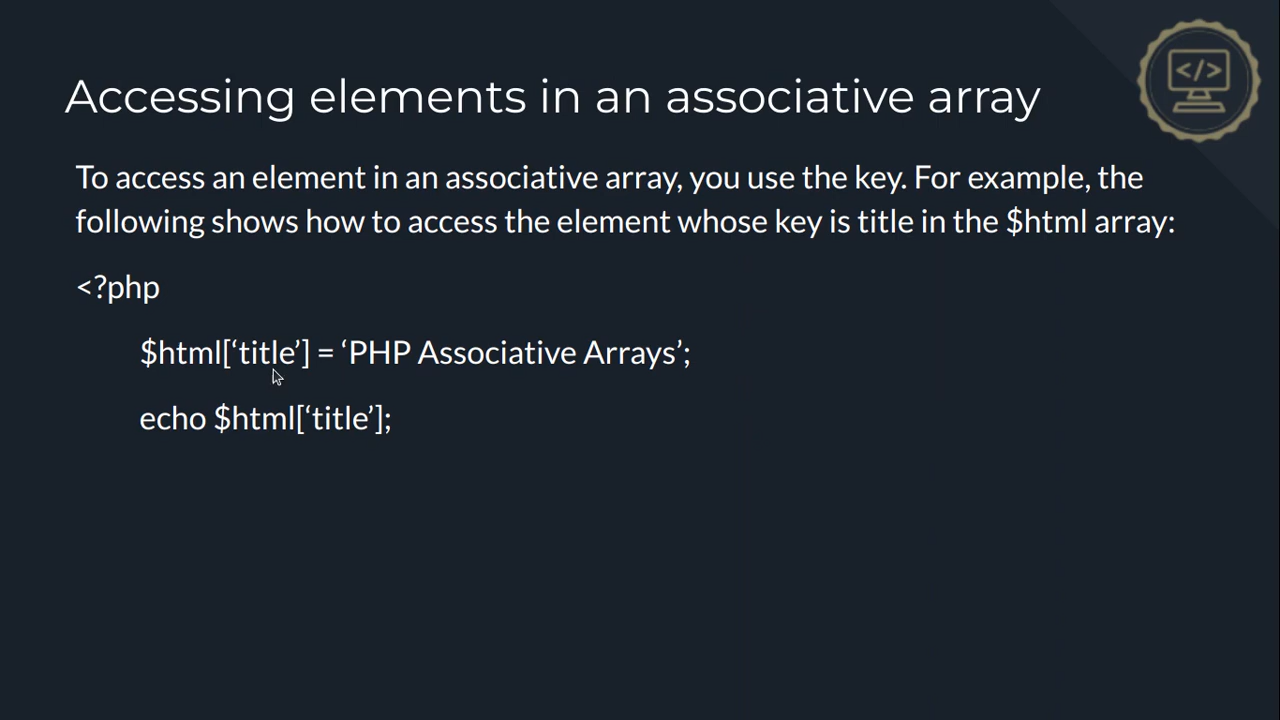 Accessing elements in an associative array
To access an element in an associative array, you use the key. For example, the
following shows how to access the element whose key is title in the $html array:
<?php
$html[‘title’] = ‘PHP Associative Arrays’;
echo $html[‘title’];
</>